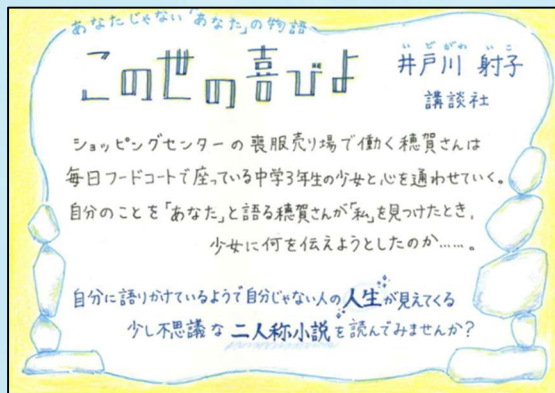 あなたじゃない「あなた」の物語
この世の喜びよ
いどがわ いこ
井戸川 射子
講談社
ショッピングセンターの喪服売り場で働く穂賀さんは
毎日フードコートで座っている中学3年生の少女と心を通わせていく。
自分のことを「あなた」と語る穂賀さんが「私」を見つけたとき、
少女に何を伝えようとしたのか……。
自分に語りかけているようで自分じゃない人の人生が見えてくる
少し不思議な二人称小説を読んでみませんか?